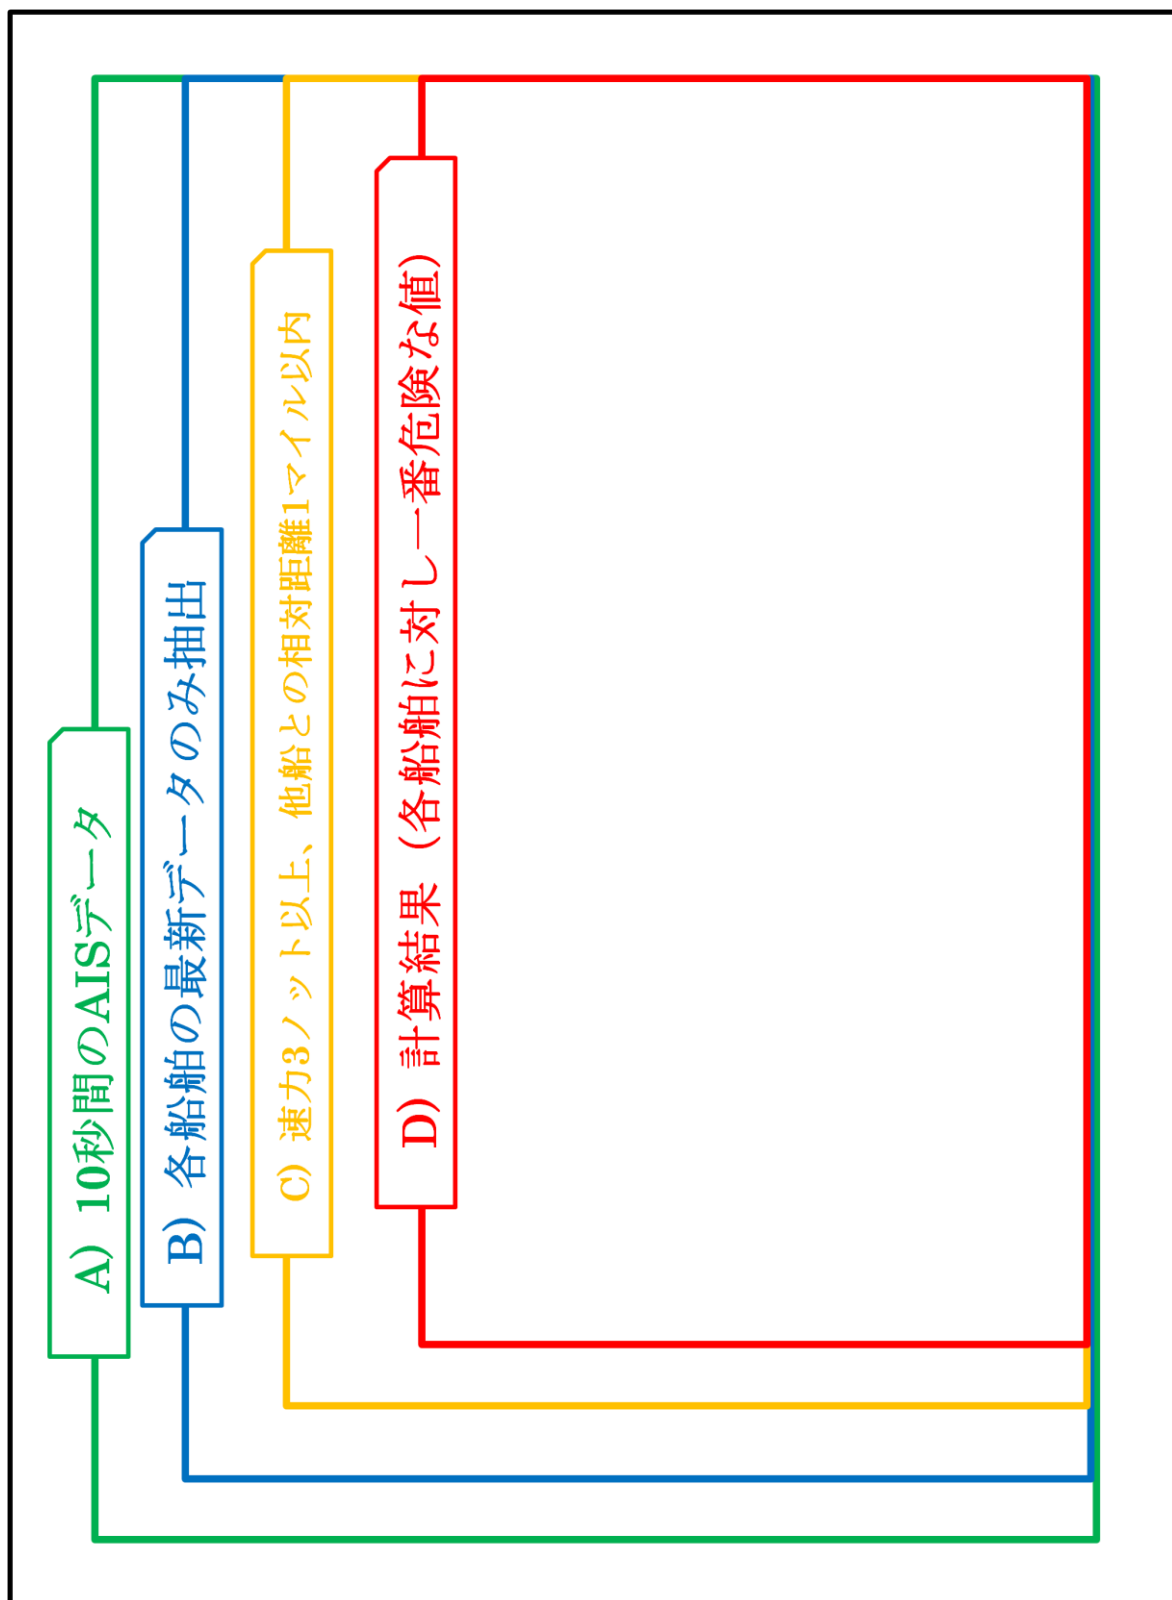 A) 10秒間のAISデータ
B) 各船舶の最新データのみ抽出
C) 速力3ノット以上、他船との相対距離1マイル以内
D) 計算結果（各船舶に対し一番危険な値）